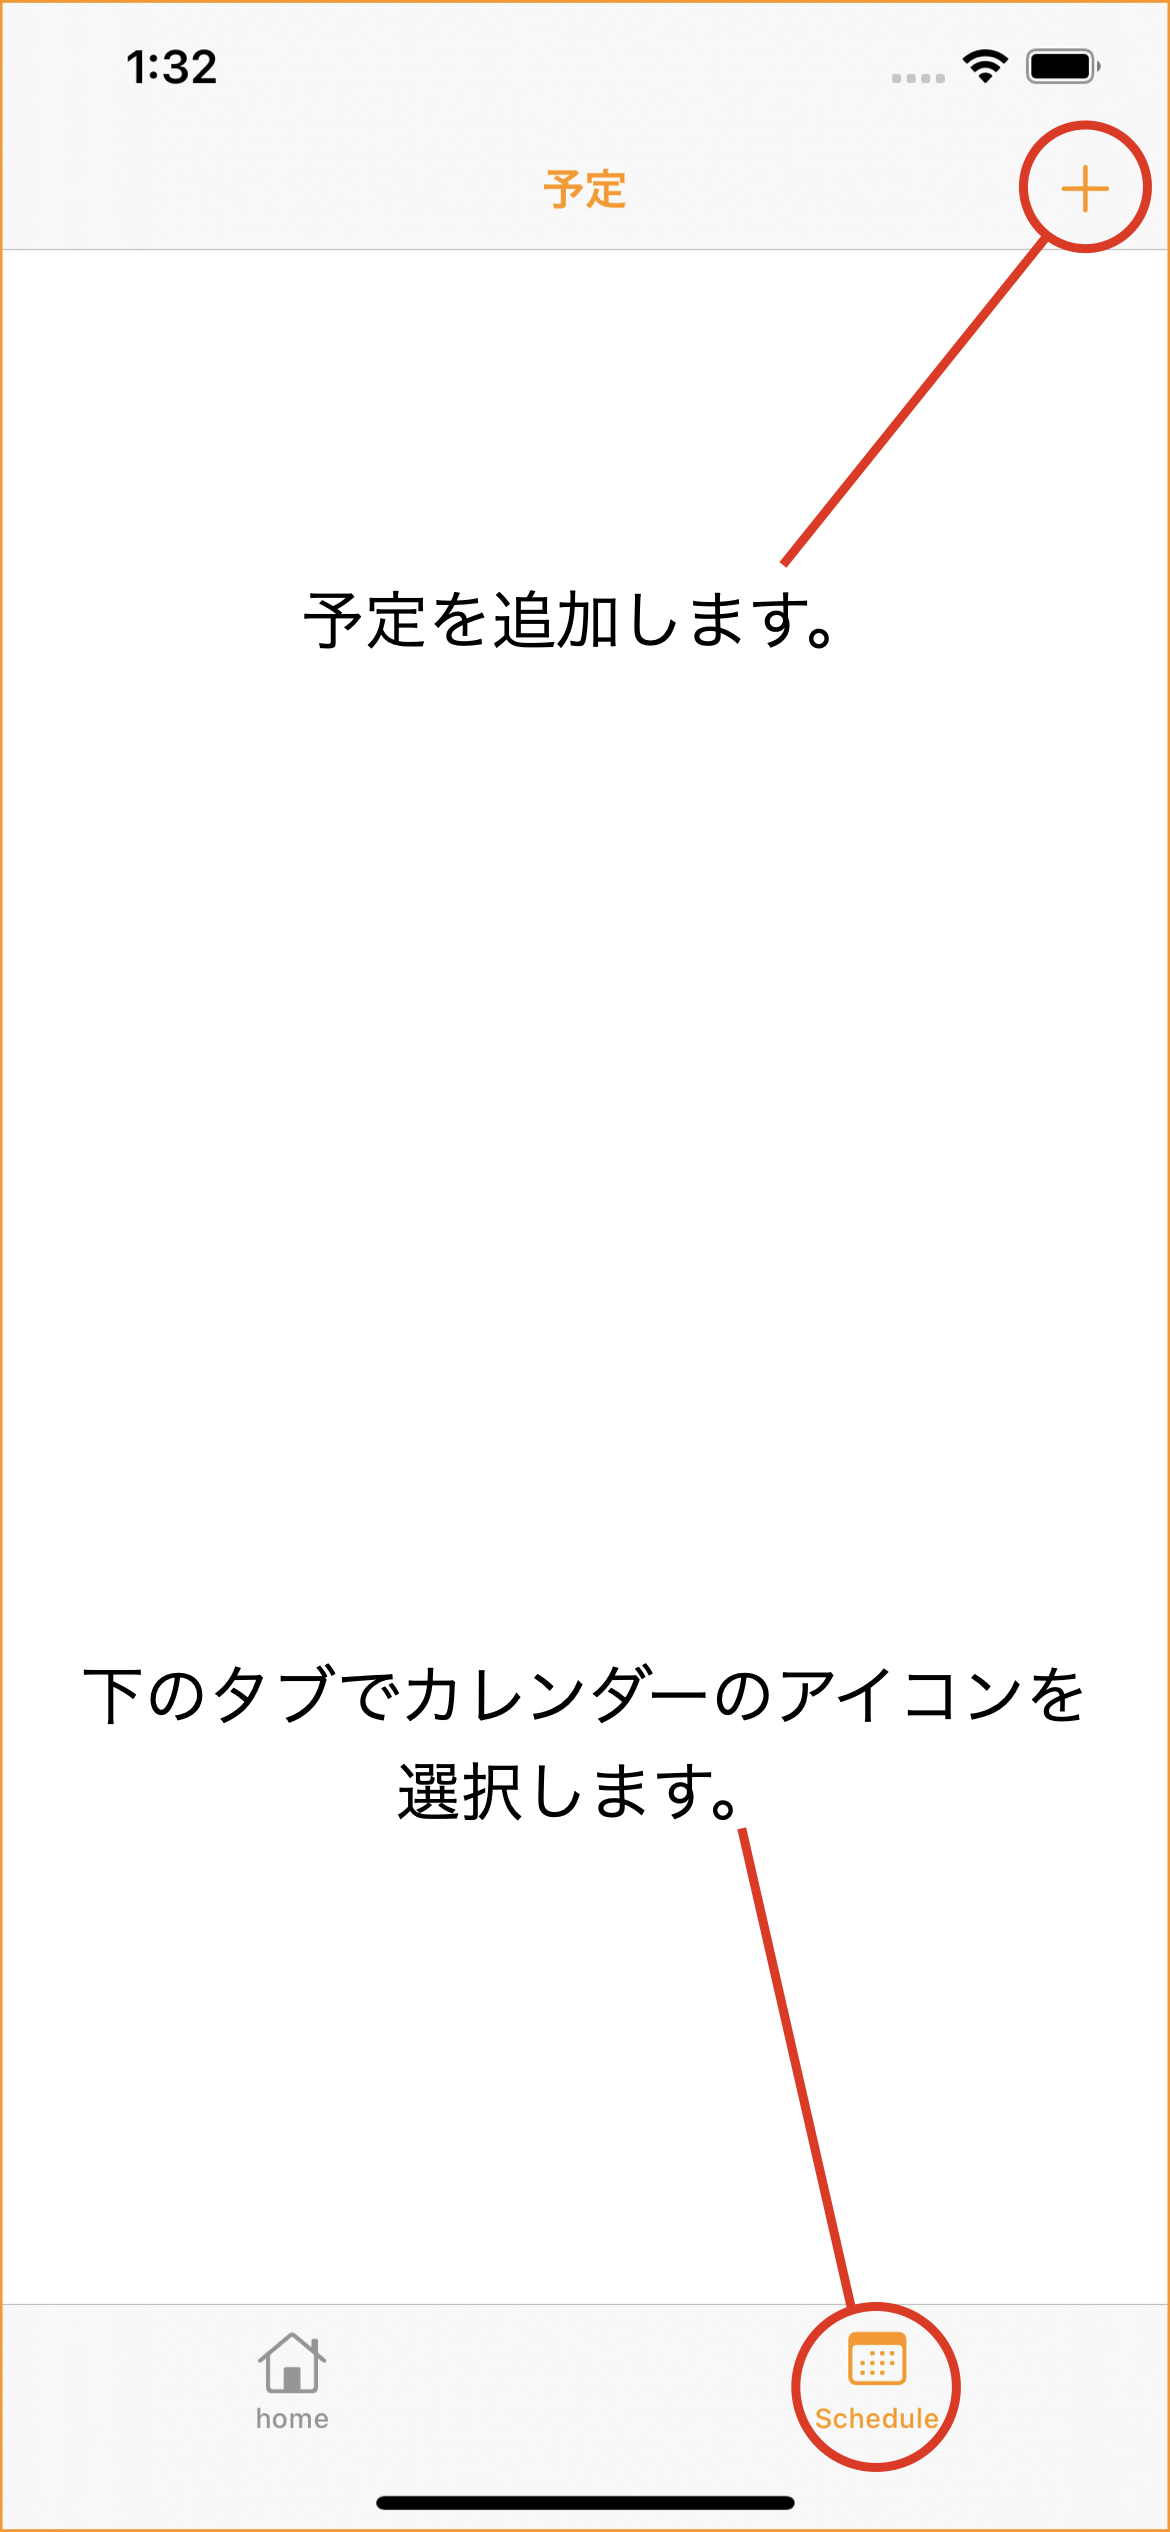 1:32
予定
予定を追加します。
下のタブでカレンダーのアイコンを
選択します。
home
Schedule